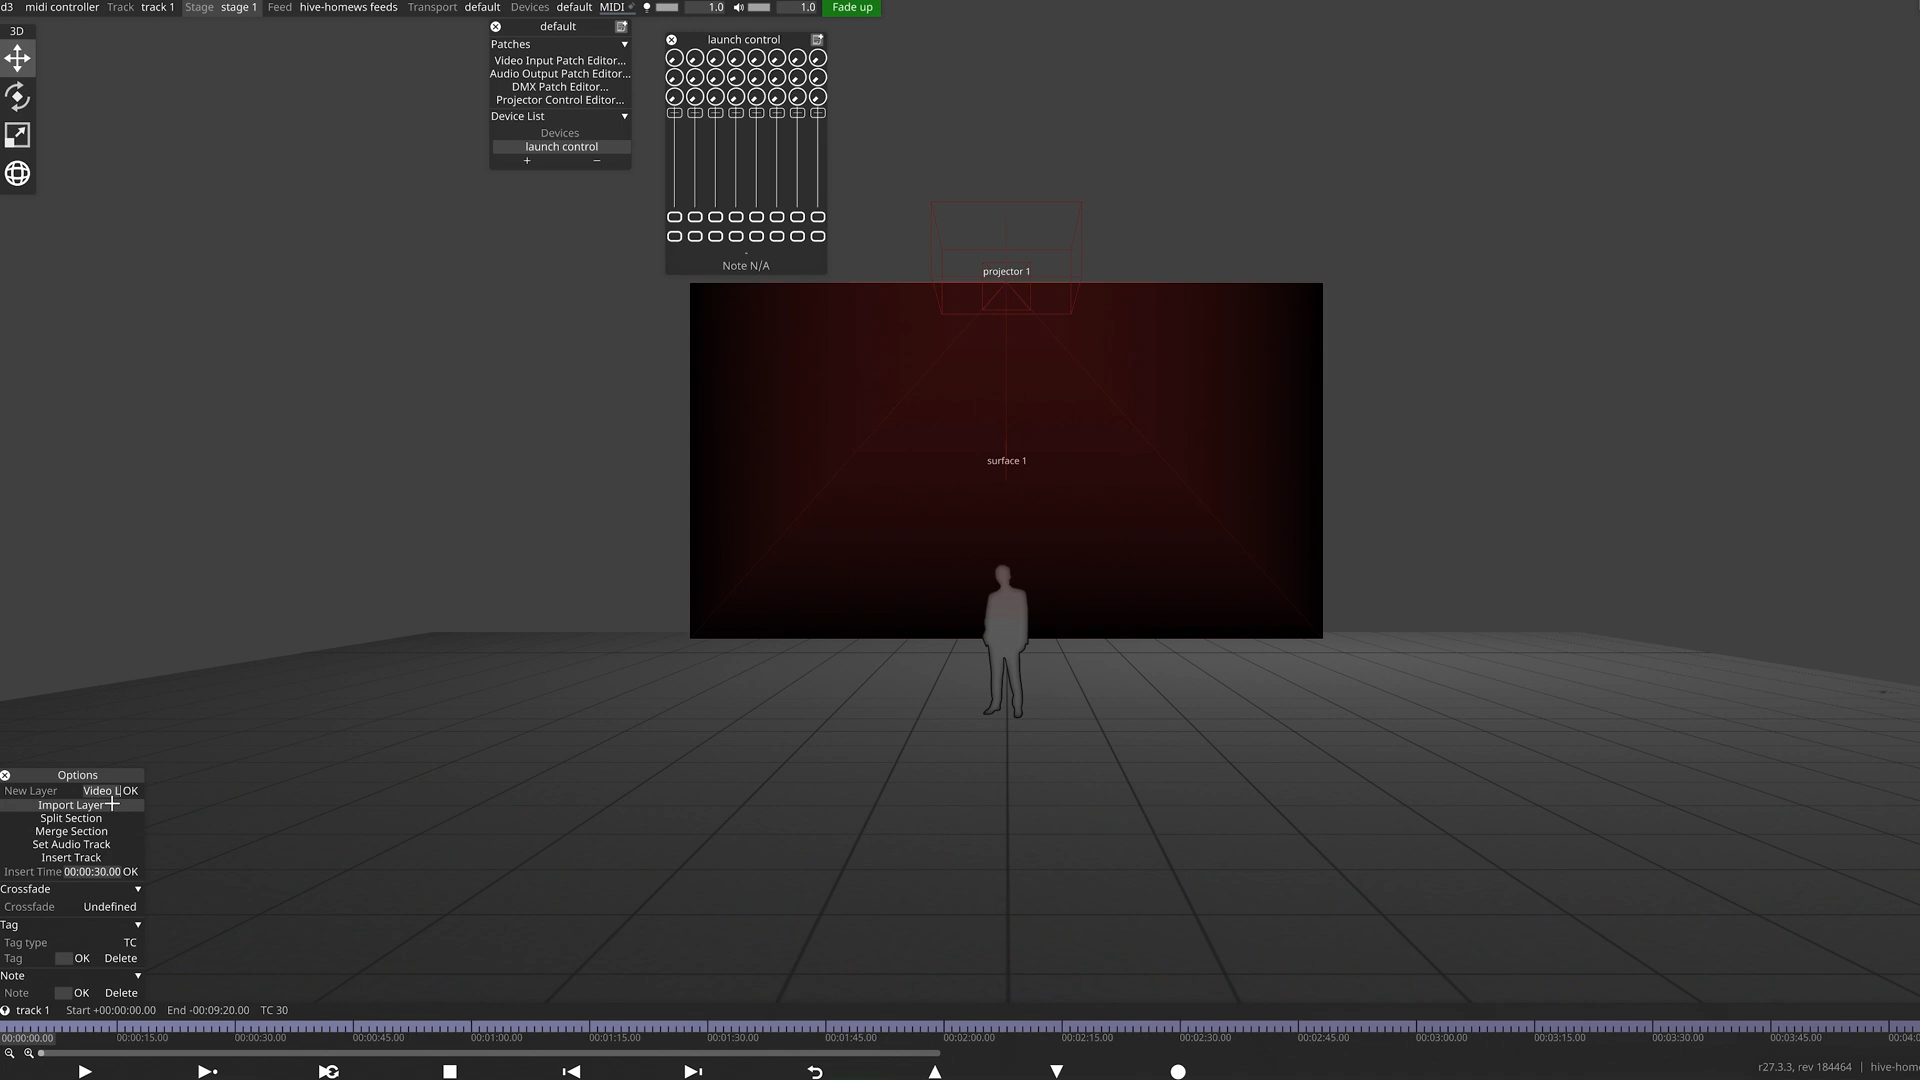 d3 midi controller Track track 1 Stage stage 1 Feed hive-homews feeds Transport default Devices default MIDI 1.0 1.0 Fade up
3D
default
Patches
Video Input Patch Editor...
Audio Output Patch Editor...
DMX Patch Editor...
Projector Control Editor...
Device List
Devices
launch control
+ −
launch control
-
Note N/A
projector 1
surface 1
Options
New Layer Video L OK
Import Layer
Split Section
Merge Section
Set Audio Track
Insert Track
Insert Time 00:00:30.00 OK
Crossfade
Crossfade Undefined
Tag
Tag type TC
Tag OK Delete
Note
Note OK Delete
track 1 Start +00:00:00.00 End -00:09:20.00 TC 30
00:00:00.00 00:00:15.00 00:00:30.00 00:00:45.00 00:01:00.00 00:01:15.00 00:01:30.00 00:01:45.00 00:02:00.00 00:02:15.00 00:02:30.00 00:02:45.00 00:03:00.00 00:03:15.00 00:03:30.00 00:03:45.00 00:04:0
r27.3.3, rev 184464 | hive-hom